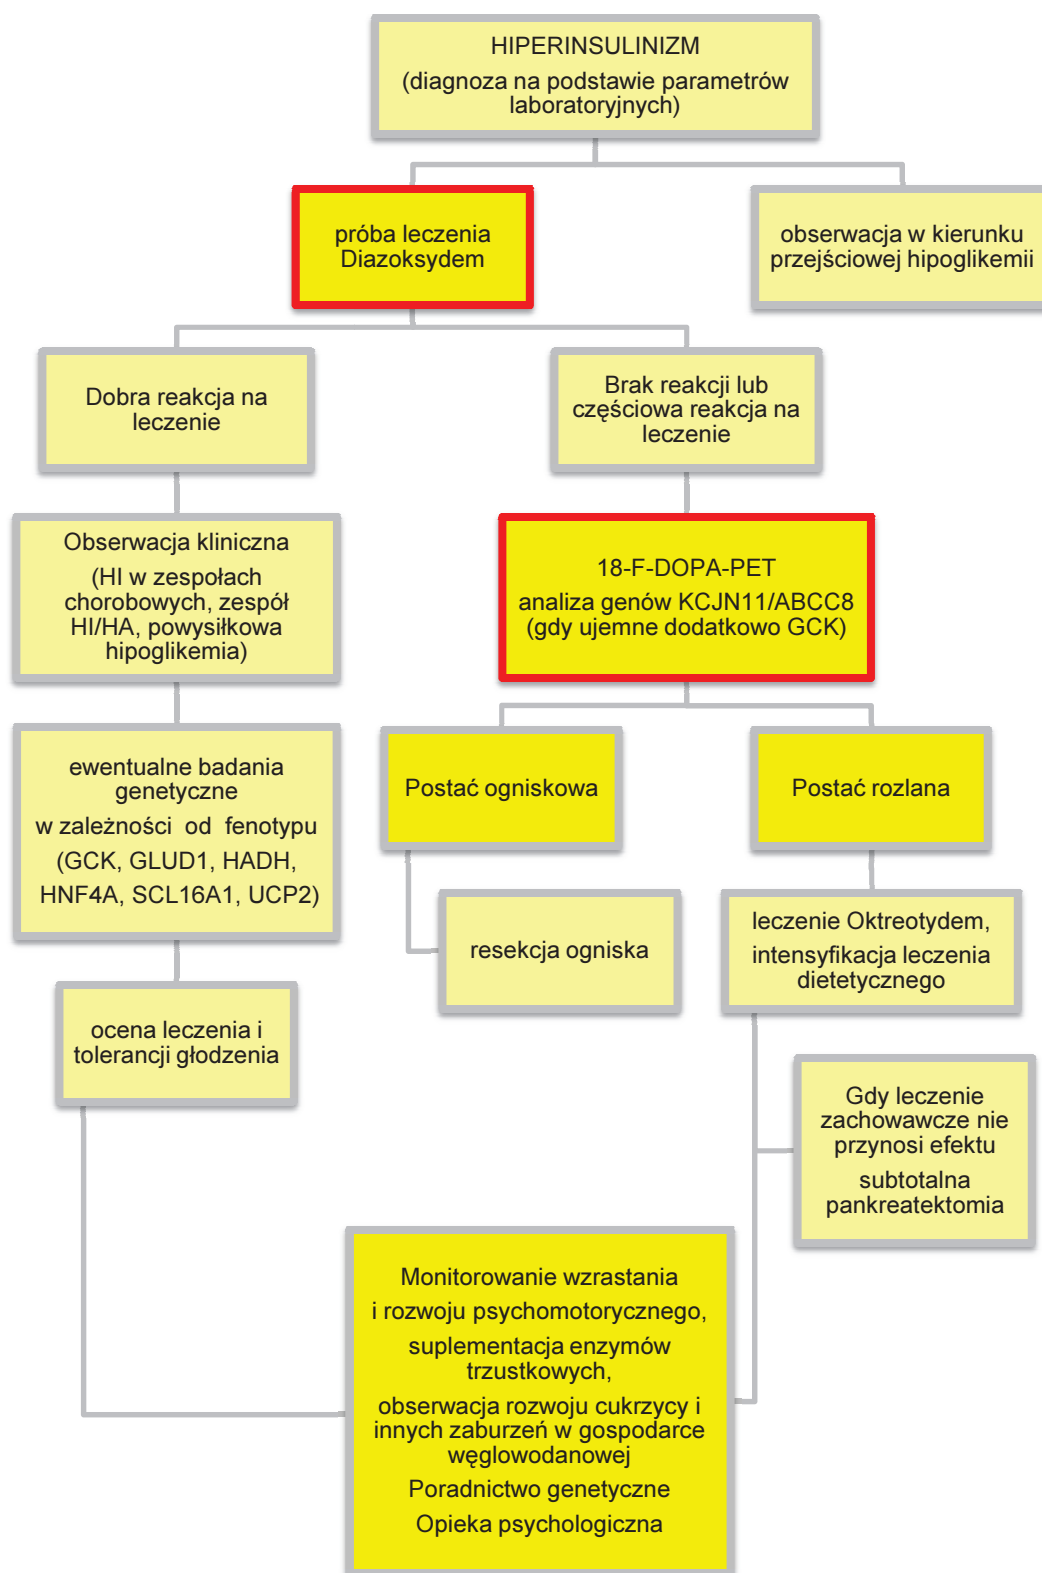 HIPERINSULINIZM
(diagnoza na podstawie parametrów
laboratoryjnych)
próba leczenia
Diazoksydem
obserwacja w kierunku
przejściowej hipoglikemii
Dobra reakcja na
leczenie
Brak reakcji lub
częściowa reakcja na
leczenie
Obserwacja kliniczna
(HI w zespołach
chorobowych, zespół
HI/HA, powysiłkowa
hipoglikemia)
18-F-DOPA-PET
analiza genów KCJN11/ABCC8
(gdy ujemne dodatkowo GCK)
ewentualne badania
genetyczne
w zależności od fenotypu
(GCK, GLUD1, HADH,
HNF4A, SCL16A1, UCP2)
Postać ogniskowa
Postać rozlana
resekcja ogniska
leczenie Oktreotydem,
intensyfikacja leczenia
dietetycznego
ocena leczenia i
tolerancji głodzenia
Gdy leczenie
zachowawcze nie
przynosi efektu
subtotalna
pankreatektomia
Monitorowanie wzrastania
i rozwoju psychomotorycznego,
suplementacja enzymów
trzustkowych,
obserwacja rozwoju cukrzycy i
innych zaburzeń w gospodarce
węglowodanowej
Poradnictwo genetyczne
Opieka psychologiczna